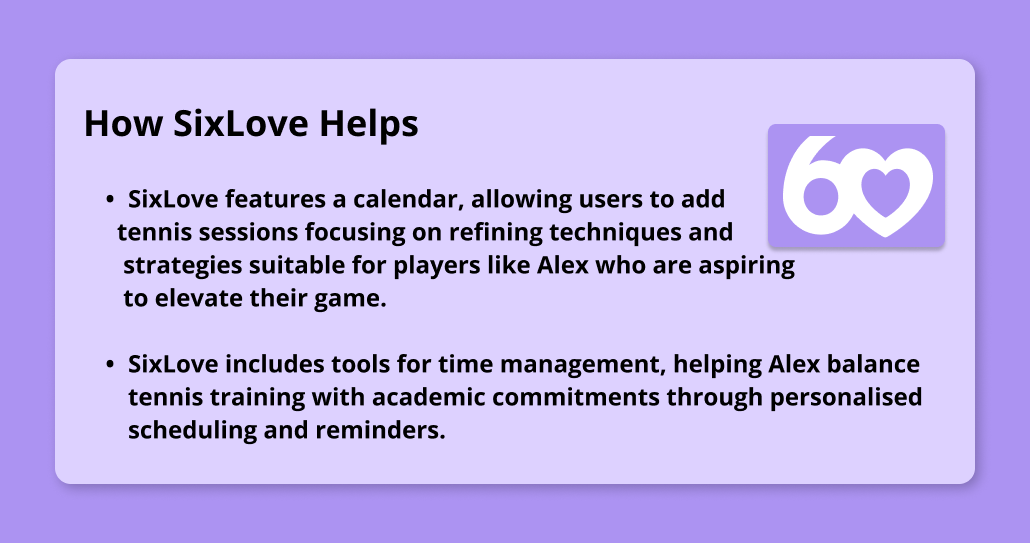 How SixLove Helps
6
• SixLove features a calendar, allowing users to add
tennis sessions focusing on refining techniques and
strategies suitable for players like Alex who are aspiring
to elevate their game.
• SixLove includes tools for time management, helping Alex balance
tennis training with academic commitments through personalised
scheduling and reminders.